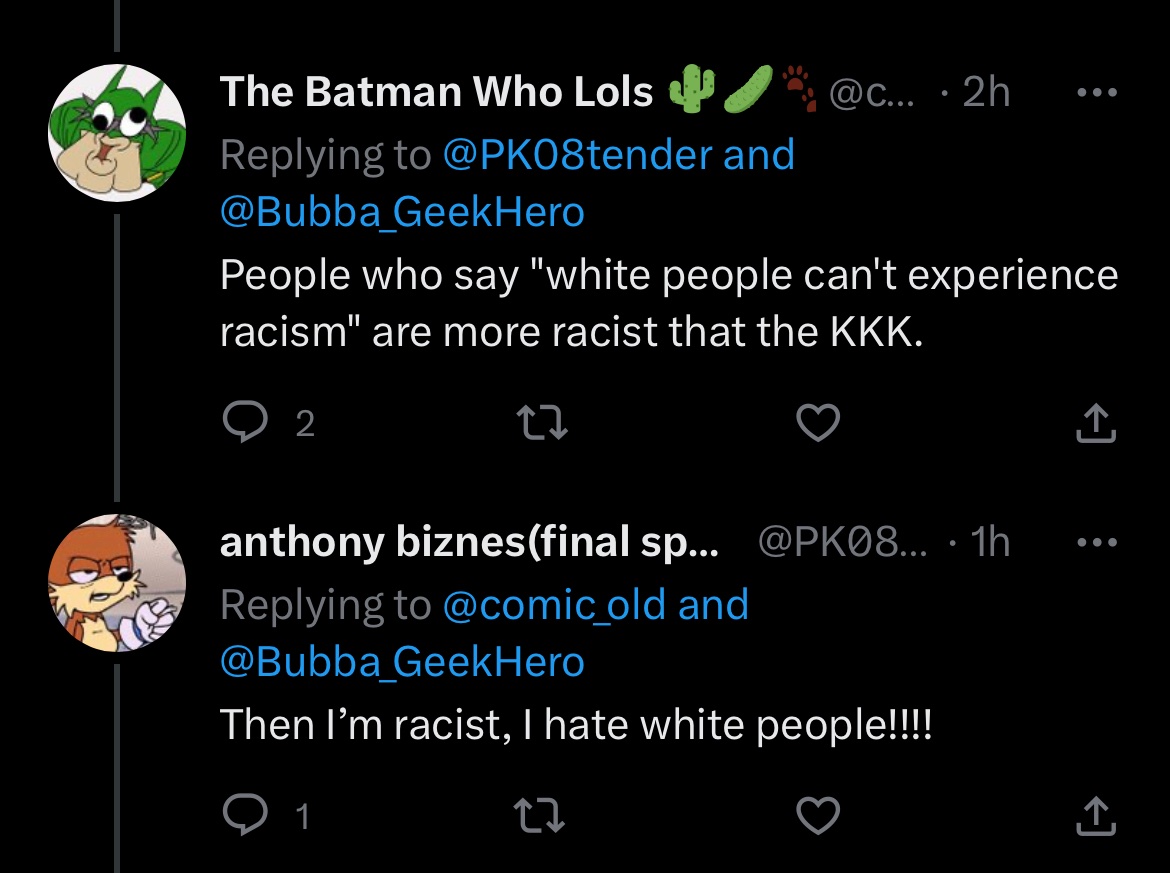 The Batman Who Lols 🌵🥒🐾 @c... · 2h
Replying to @PK08tender and
@Bubba_GeekHero
People who say "white people can't experience
racism" are more racist that the KKK.
2
anthony biznes(final sp... @PK08... · 1h
Replying to @comic_old and
@Bubba_GeekHero
Then I’m racist, I hate white people!!!!
1